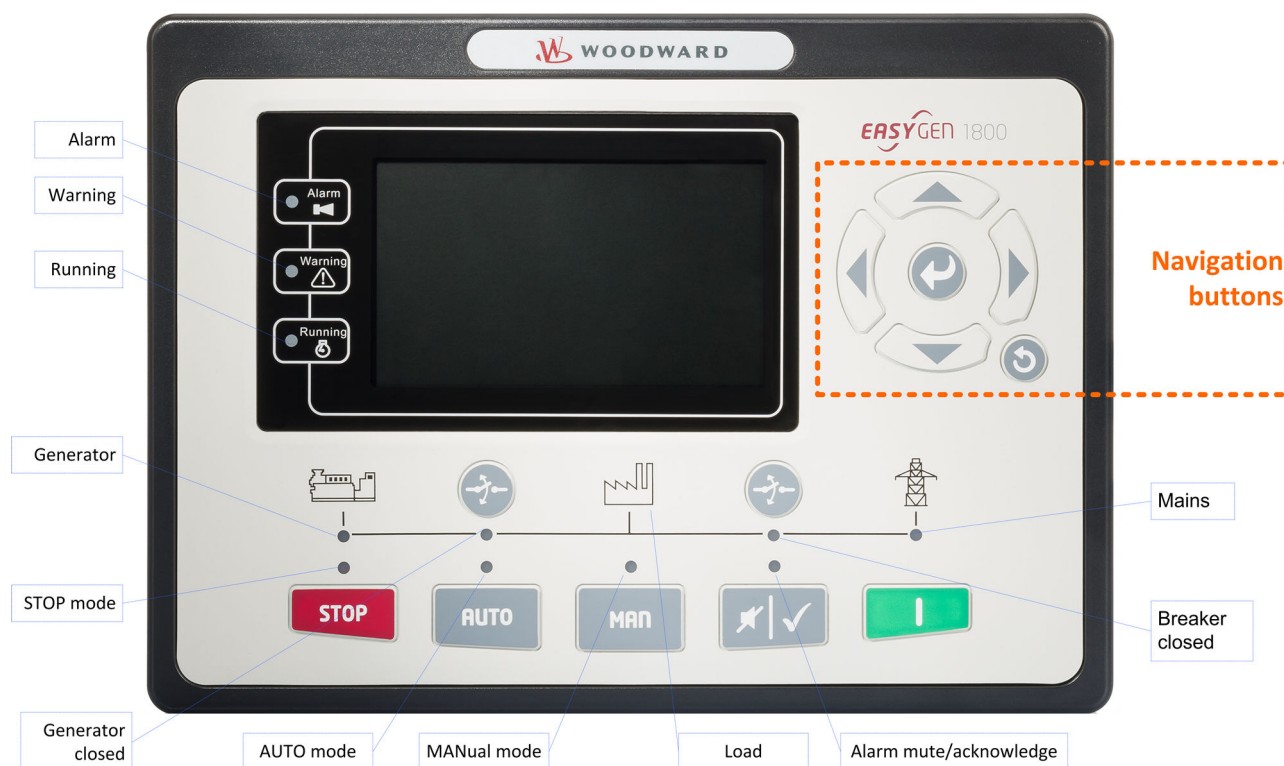 WOODWARD
EASYGEN 1800
Alarm
Alarm
Warning
Warning
Running
Running
Navigation
buttons
Generator
Mains
STOP mode
STOP
AUTO
MAN
Breaker
closed
Generator
closed
AUTO mode
MANual mode
Load
Alarm mute/acknowledge